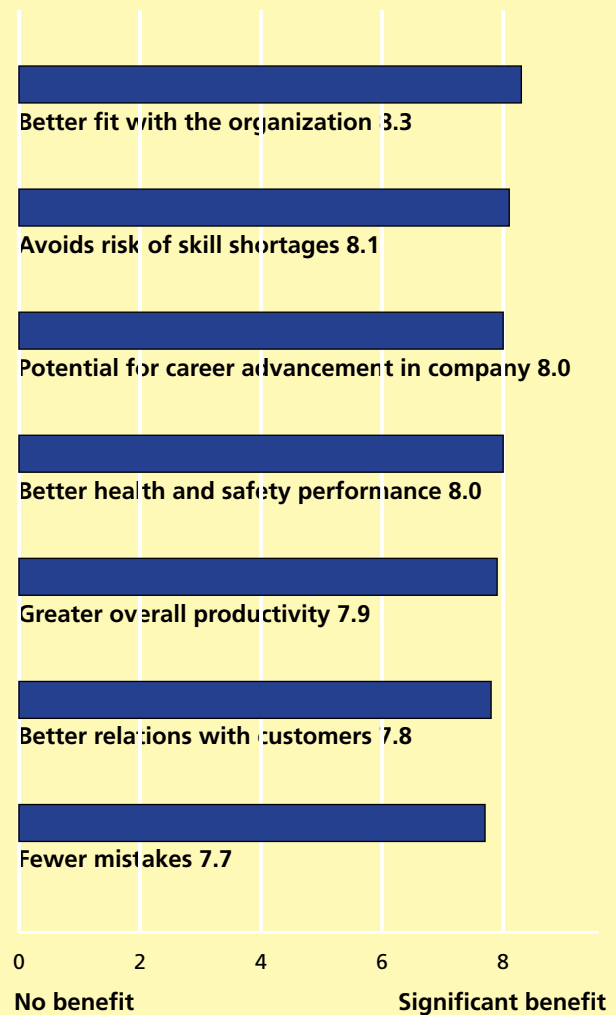 Better fit with the organization 8.3
Avoids risk of skill shortages 8.1
Potential for career advancement in company 8.0
Better health and safety performance 8.0
Greater overall productivity 7.9
Better relations with customers 7.8
Fewer mistakes 7.7
0 2 4 6 8
No benefit Significant benefit